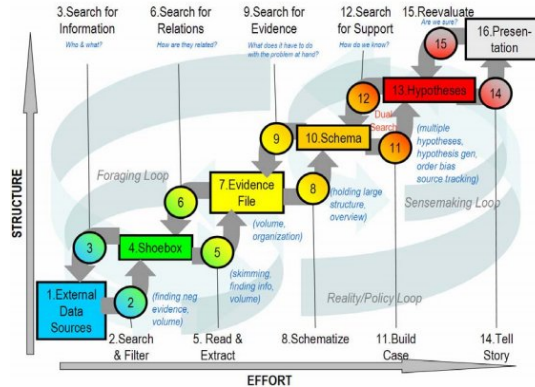 3.Search for
Information
Who & what?
6.Search for
Relations
How are they related?
9.Search for
Evidence
What does it have to do
with the problem at hand?
12.Search
for Support
How do we know?
15.Reevaluate
Are we sure?
16.Presen-
tation
15
13.Hypotheses
12
14
Dual
Search
10.Schema
9
11
(multiple
hypotheses,
hypothesis gen,
order bias
source tracking)
Foraging Loop
7.Evidence
File
8
(holding large
structure,
overview)
Sensemaking Loop
6
(volume,
organization)
3
4.Shoebox
5
(skimming,
finding info,
volume)
Reality/Policy Loop
1.External
Data
Sources
2
(finding neg
evidence,
volume)
2.Search
& Filter
5. Read &
Extract
8.Schematize
11.Build
Case
14.Tell
Story
STRUCTURE
EFFORT